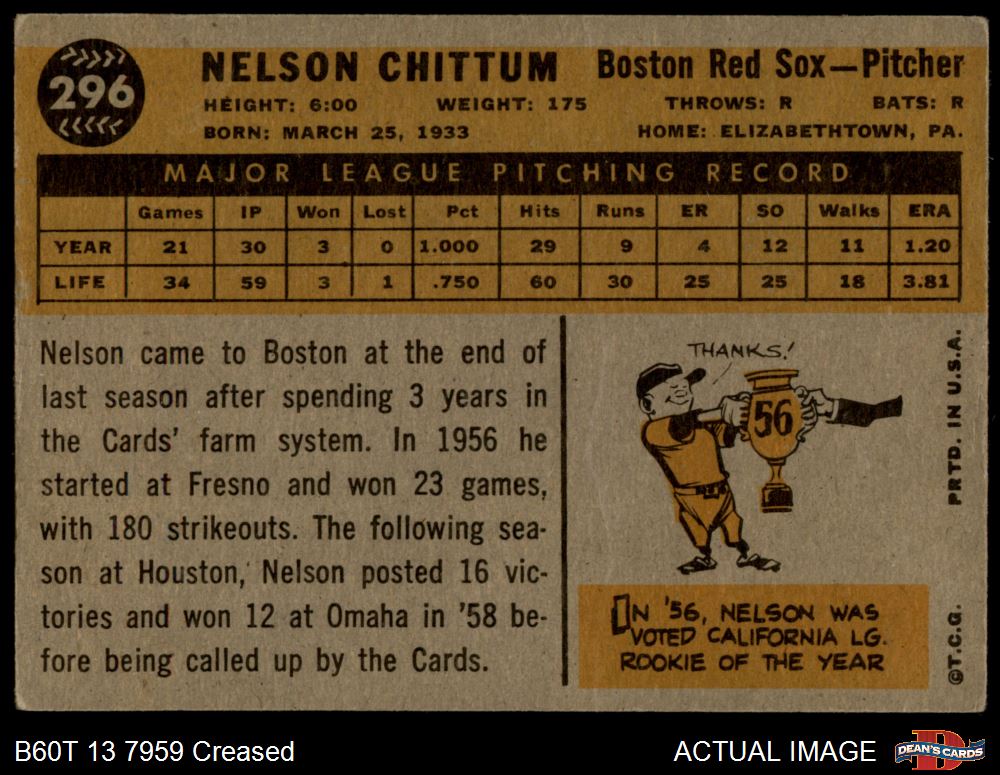 296
NELSON CHITTUM
Boston Red Sox—Pitcher
HEIGHT: 6:00 WEIGHT: 175 THROWS: R BATS: R
BORN: MARCH 25, 1933 HOME: ELIZABETHTOWN, PA.
MAJOR LEAGUE PITCHING RECORD
Games IP Won Lost Pct Hits Runs ER SO Walks ERA
YEAR 21 30 3 0 1.000 29 9 4 12 11 1.20
LIFE 34 59 3 1 .750 60 30 25 25 18 3.81
Nelson came to Boston at the end of
last season after spending 3 years in
the Cards' farm system. In 1956 he
started at Fresno and won 23 games,
with 180 strikeouts. The following sea-
son at Houston, Nelson posted 16 vic-
tories and won 12 at Omaha in '58 be-
fore being called up by the Cards.
THANKS!
56
IN '56, NELSON WAS
VOTED CALIFORNIA LG.
ROOKIE OF THE YEAR
©T.C.G. PRTD. IN U.S.A.
B60T 13 7959 Creased
ACTUAL IMAGE
D
DEAN'S CARDS